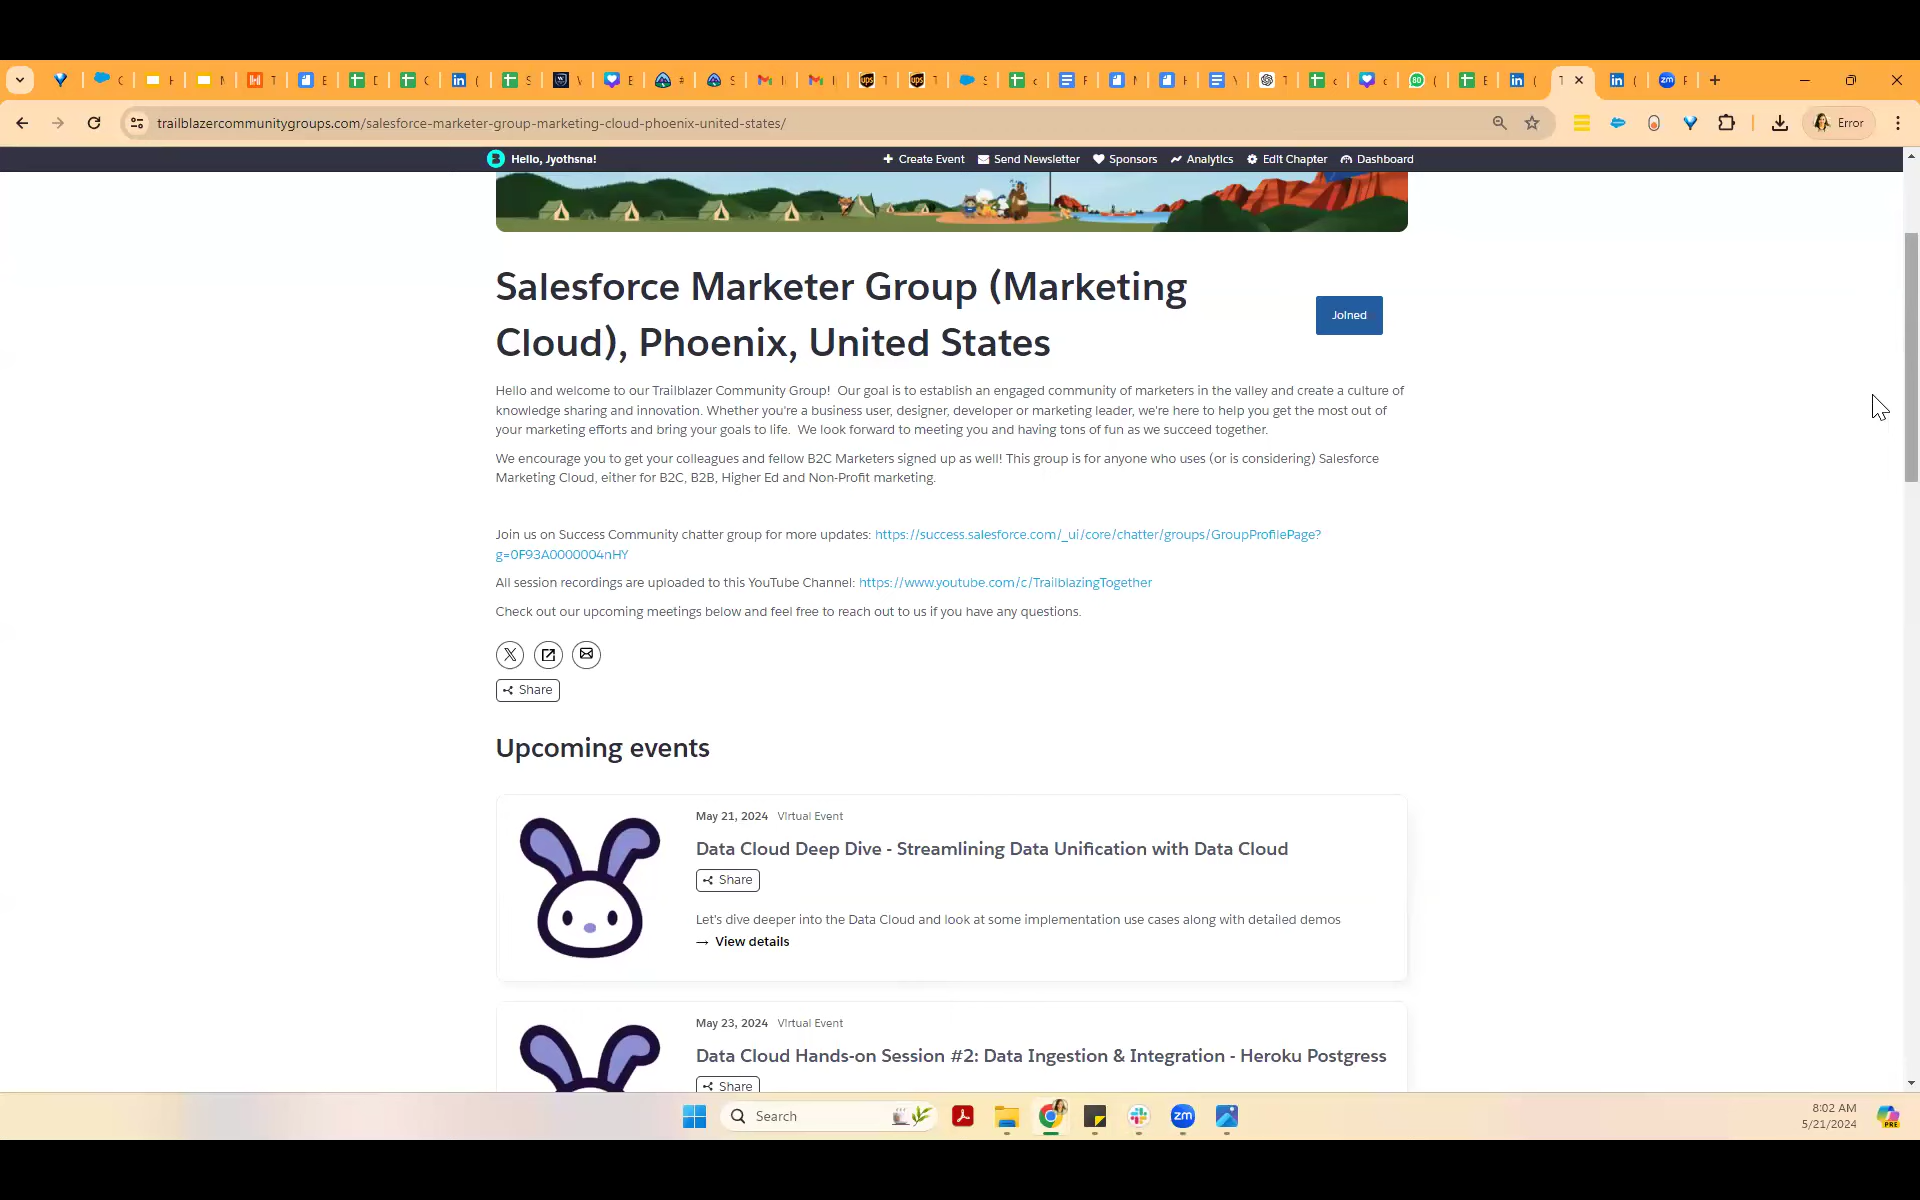 trailblazercommunitygroups.com/salesforce-marketer-group-marketing-cloud-phoenix-united-states/
Error
Hello, Jyothsna!
Create Event
Send Newsletter
Sponsors
Analytics
Edit Chapter
Dashboard
Salesforce Marketer Group (Marketing
Cloud), Phoenix, United States
Joined
Hello and welcome to our Trailblazer Community Group!  Our goal is to establish an engaged community of marketers in the valley and create a culture of
knowledge sharing and innovation. Whether you're a business user, designer, developer or marketing leader, we're here to help you get the most out of
your marketing efforts and bring your goals to life.  We look forward to meeting you and having tons of fun as we succeed together.
We encourage you to get your colleagues and fellow B2C Marketers signed up as well! This group is for anyone who uses (or is considering) Salesforce
Marketing Cloud, either for B2C, B2B, Higher Ed and Non-Profit marketing.
Join us on Success Community chatter group for more updates: https://success.salesforce.com/_ui/core/chatter/groups/GroupProfilePage?
g=0F93A0000004nHY
All session recordings are uploaded to this YouTube Channel: https://www.youtube.com/c/TrailblazingTogether
Check out our upcoming meetings below and feel free to reach out to us if you have any questions.
Share
Upcoming events
May 21, 2024 Virtual Event
Data Cloud Deep Dive - Streamlining Data Unification with Data Cloud
Share
Let's dive deeper into the Data Cloud and look at some implementation use cases along with detailed demos
→ View details
May 23, 2024 Virtual Event
Data Cloud Hands-on Session #2: Data Ingestion & Integration - Heroku Postgress
Share
Search
zm
8:02 AM
5/21/2024